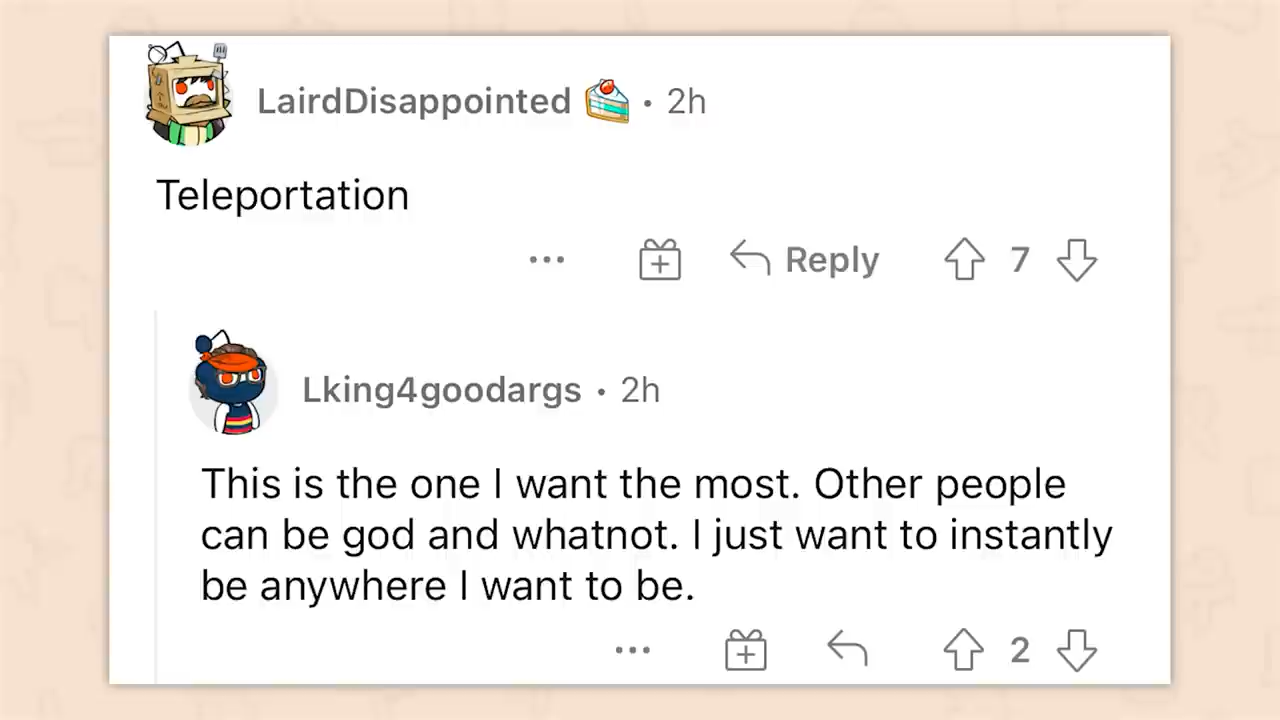 LairdDisappointed • 2h
Teleportation
Reply 7
Lking4goodargs • 2h
This is the one I want the most. Other people
can be god and whatnot. I just want to instantly
be anywhere I want to be.
2